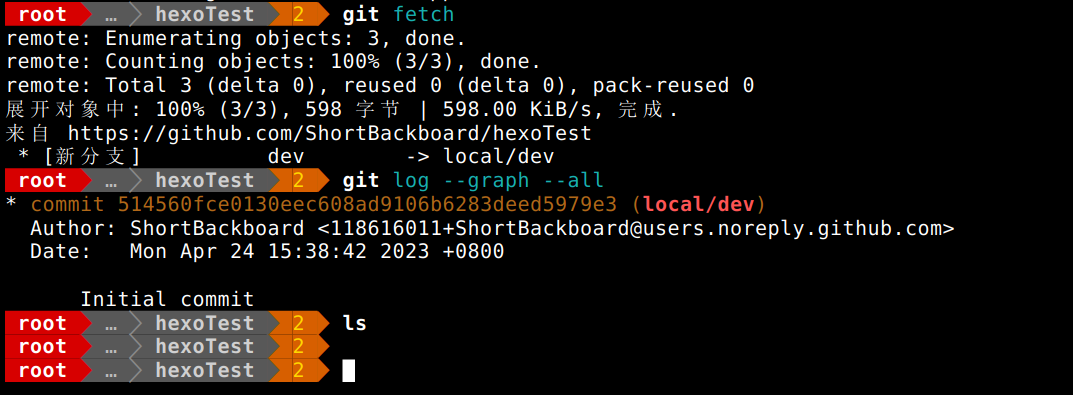 root … hexoTest 2 git fetch
remote: Enumerating objects: 3, done.
remote: Counting objects: 100% (3/3), done.
remote: Total 3 (delta 0), reused 0 (delta 0), pack-reused 0
展开对象中: 100% (3/3), 598 字节 | 598.00 KiB/s, 完成.
来自 https://github.com/ShortBackboard/hexoTest
 * [新分支]          dev        -> local/dev
root … hexoTest 2 git log --graph --all
* commit 514560fce0130eec608ad9106b6283deed5979e3 (local/dev)
  Author: ShortBackboard <118616011+ShortBackboard@users.noreply.github.com>
  Date:   Mon Apr 24 15:38:42 2023 +0800
      Initial commit
root … hexoTest 2 ls
root … hexoTest 2
root … hexoTest 2